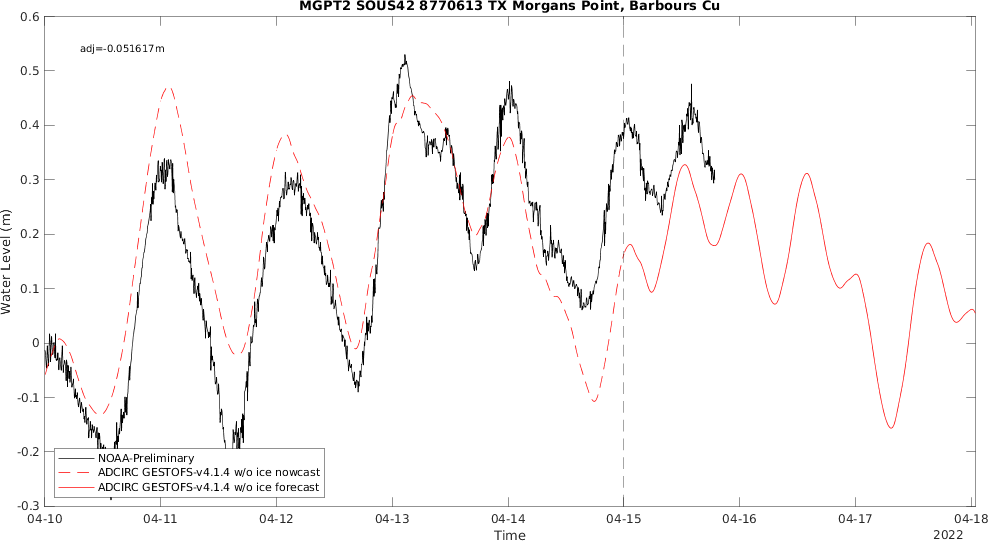 MGPT2 SOUS42 8770613 TX Morgans Point, Barbours Cu
adj=-0.051617m
0.6
0.5
0.4
0.3
0.2
0.1
0
-0.1
-0.2
-0.3
Water Level (m)
NOAA-Preliminary
ADCIRC GESTOFS-v4.1.4 w/o ice nowcast
ADCIRC GESTOFS-v4.1.4 w/o ice forecast
04-10 04-11 04-12 04-13 04-14 04-15 04-16 04-17 04-18
Time
2022